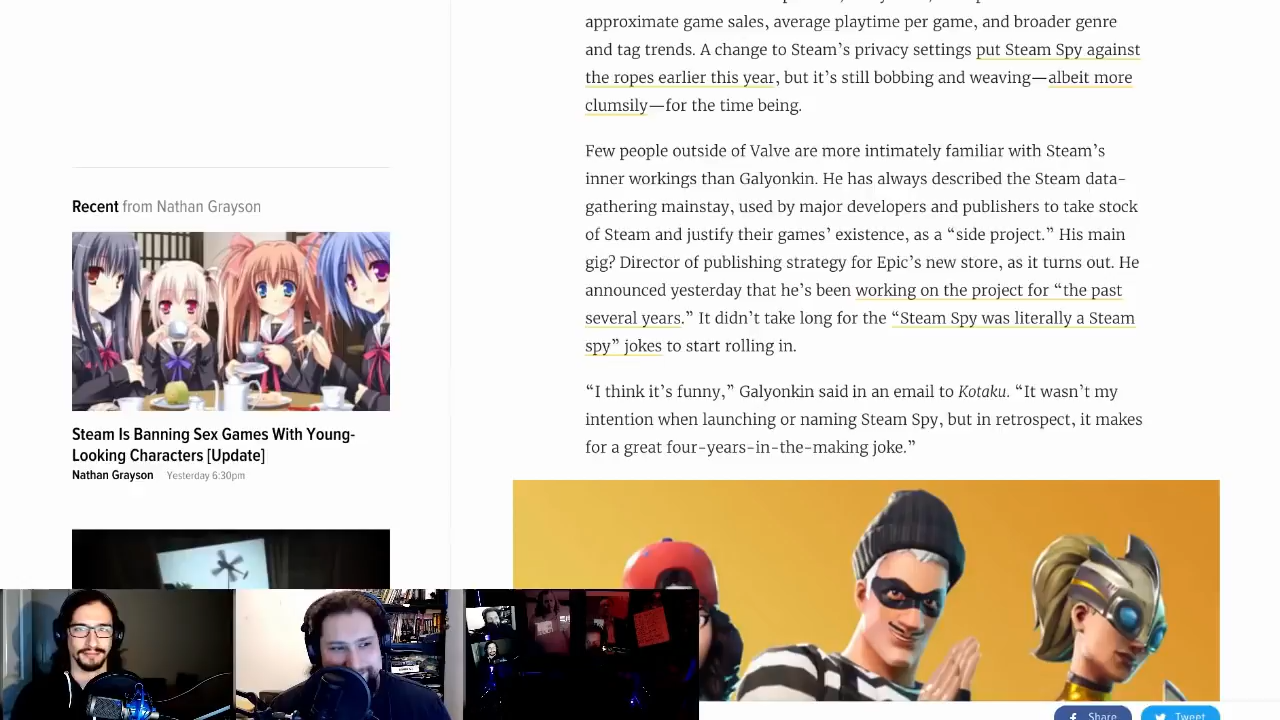 approximate game sales, average playtime per game, and broader genre
and tag trends. A change to Steam’s privacy settings put Steam Spy against
the ropes earlier this year, but it’s still bobbing and weaving—albeit more
clumsily—for the time being.
Few people outside of Valve are more intimately familiar with Steam’s
inner workings than Galyonkin. He has always described the Steam data-
gathering mainstay, used by major developers and publishers to take stock
of Steam and justify their games’ existence, as a “side project.” His main
gig? Director of publishing strategy for Epic’s new store, as it turns out. He
announced yesterday that he’s been working on the project for “the past
several years.” It didn’t take long for the “Steam Spy was literally a Steam
spy” jokes to start rolling in.
“I think it’s funny,” Galyonkin said in an email to Kotaku. “It wasn’t my
intention when launching or naming Steam Spy, but in retrospect, it makes
for a great four-years-in-the-making joke.”
Recent from Nathan Grayson
Steam Is Banning Sex Games With Young-
Looking Characters [Update]
Nathan Grayson Yesterday 6:30pm
Share
Tweet